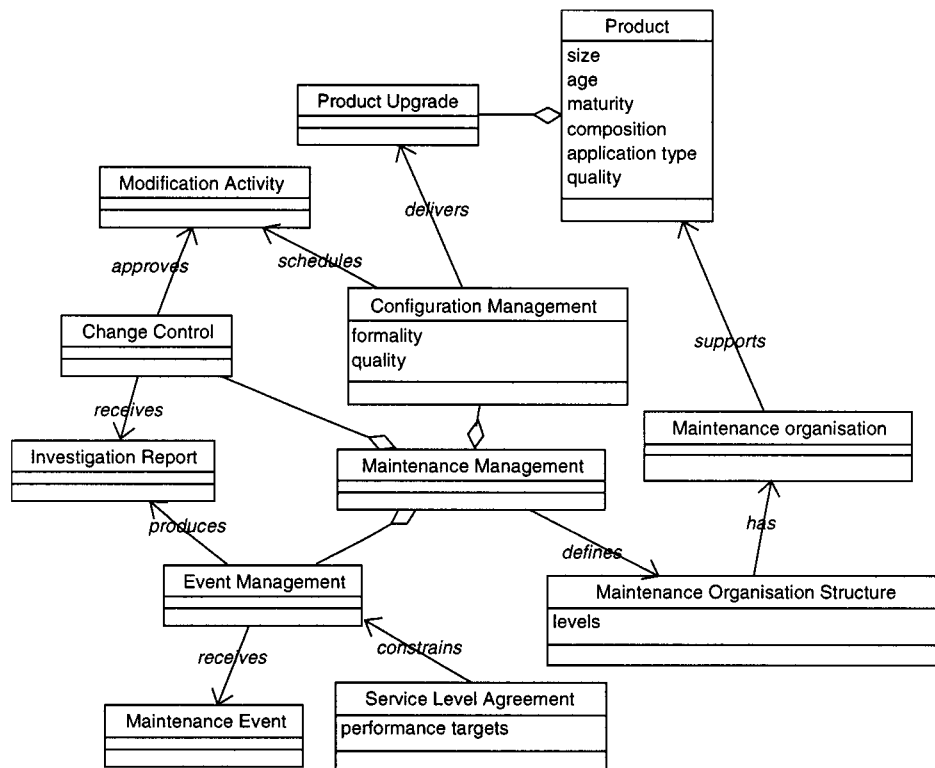 Product
size
age
maturity
composition
application type
quality
Product Upgrade
Modification Activity
delivers
schedules
approves
Configuration Management
formality
quality
Change Control
supports
receives
Maintenance organisation
Investigation Report
Maintenance Management
produces
has
defines
Event Management
Maintenance Organisation Structure
levels
constrains
receives
Service Level Agreement
performance targets
Maintenance Event